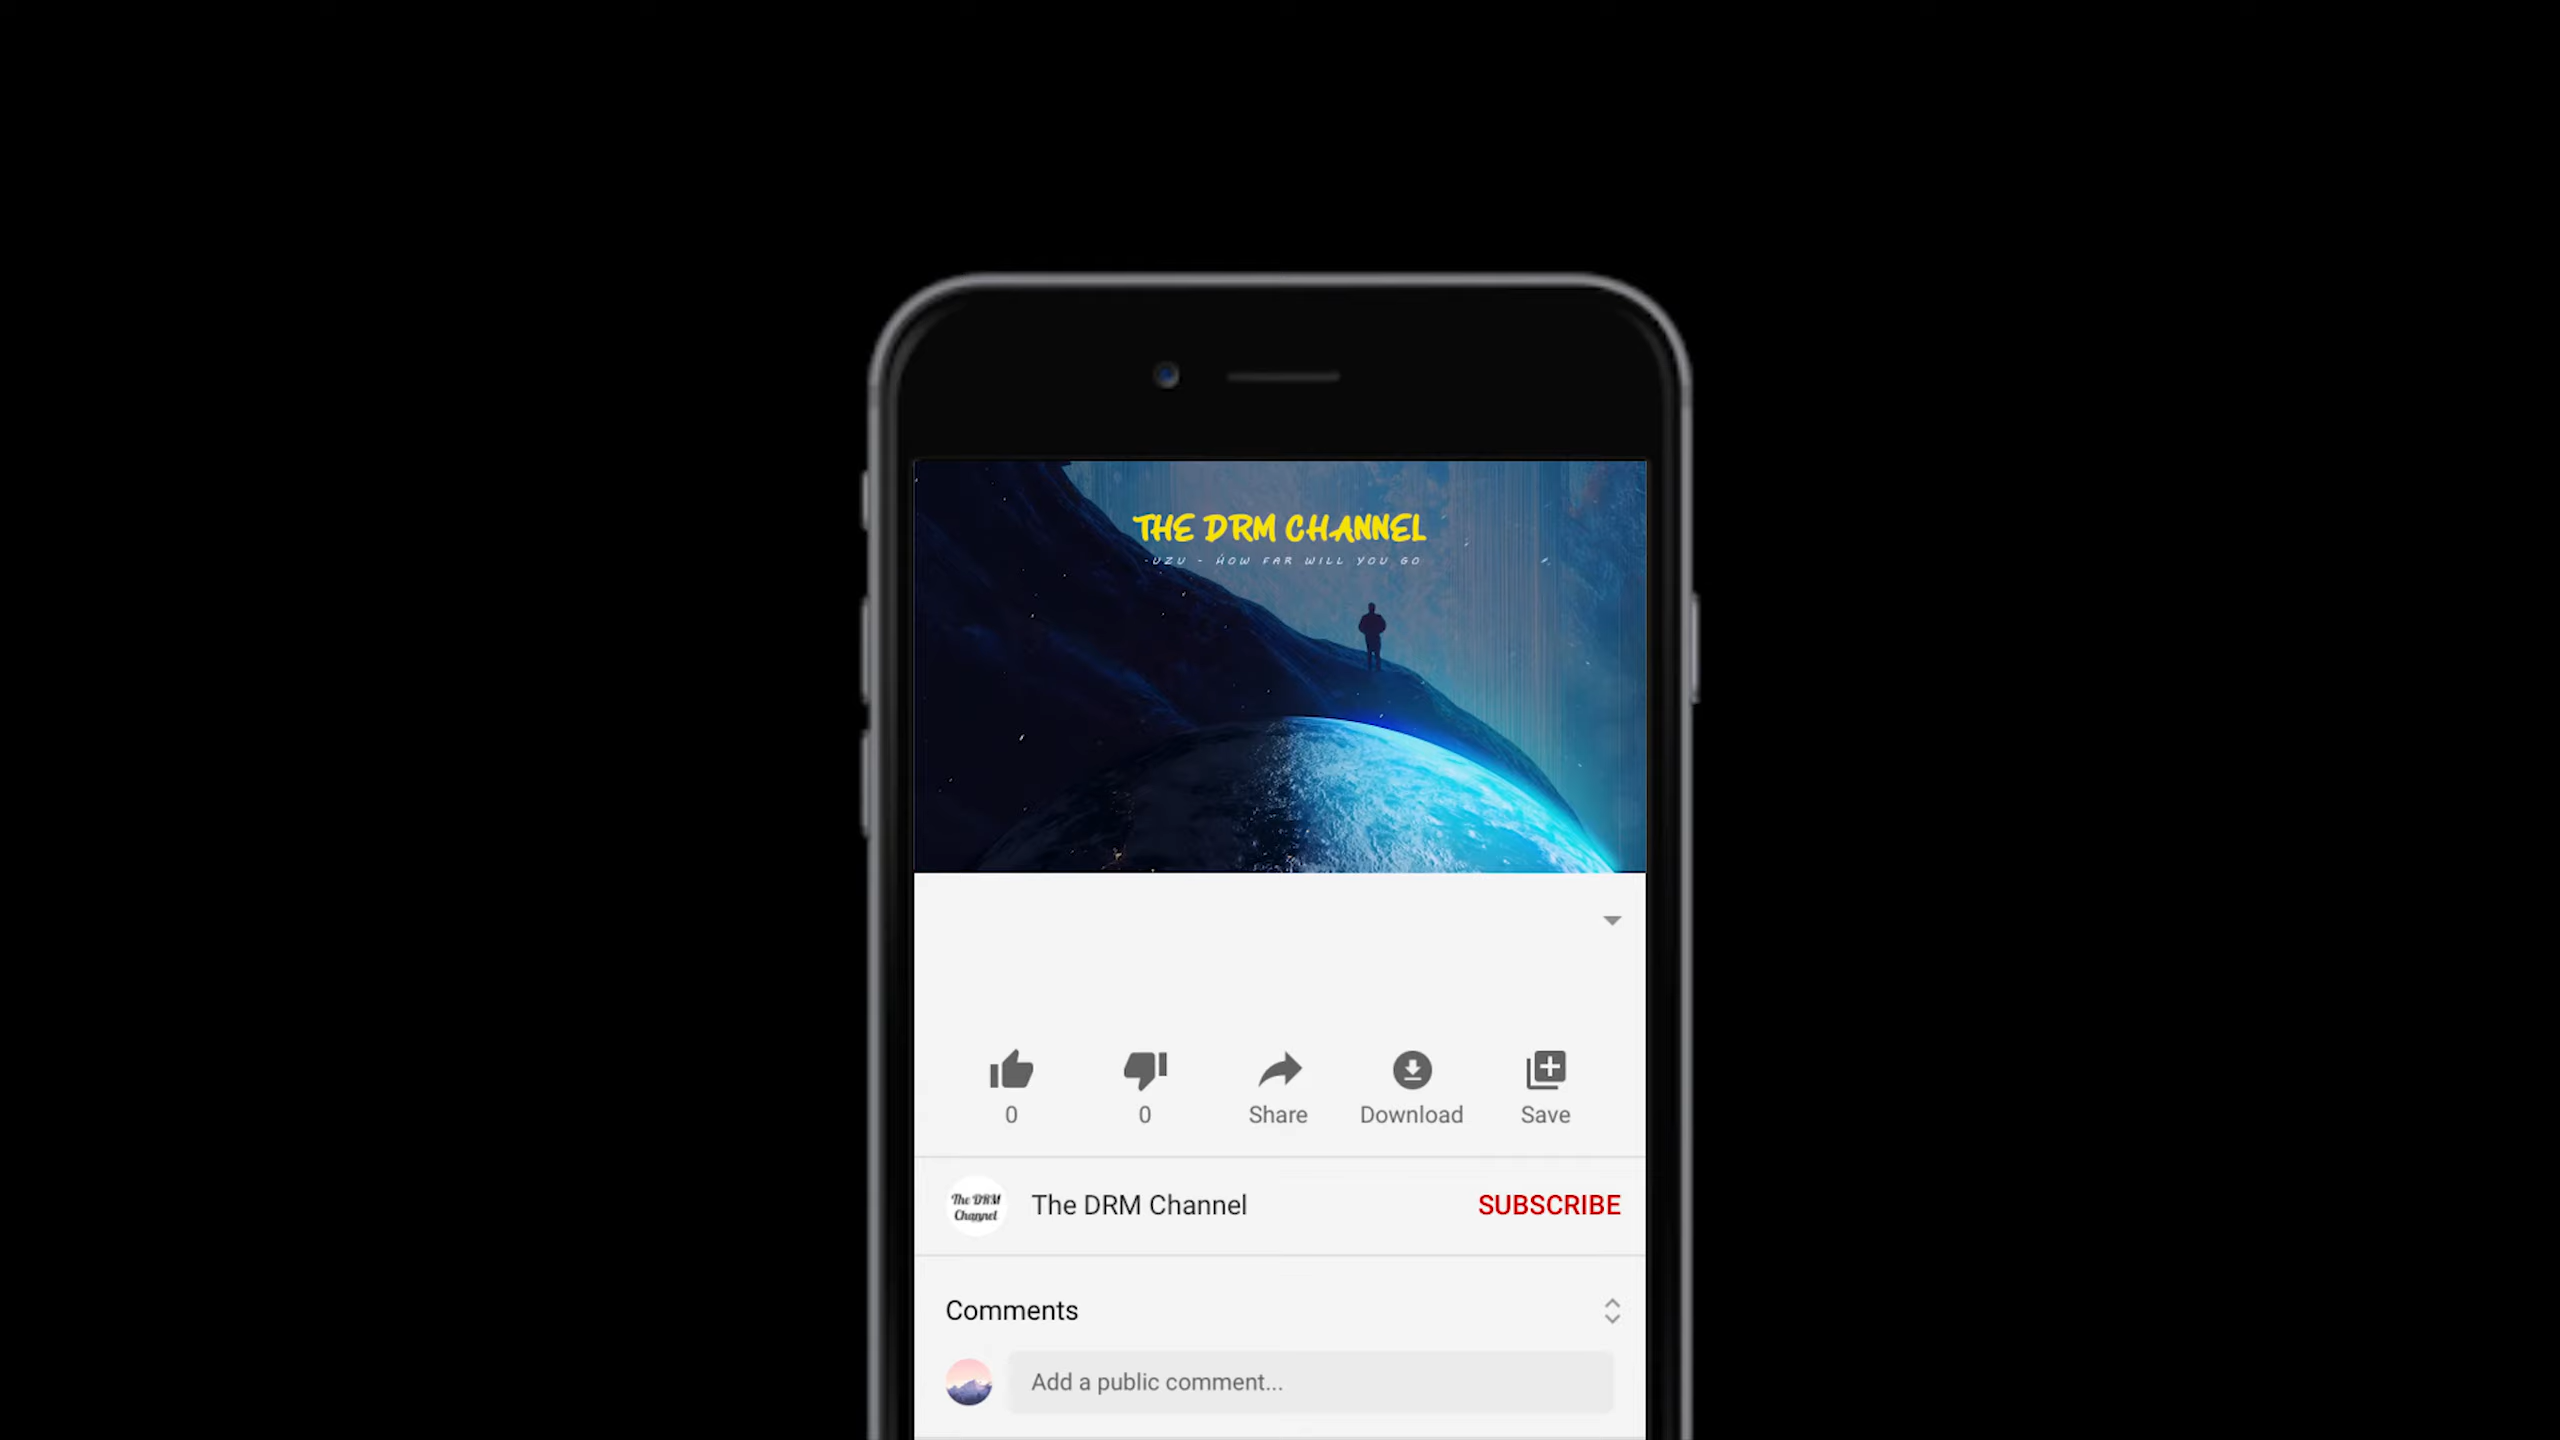 THE DRM CHANNEL
-UZU - HOW FAR WILL YOU GO
0
0
Share
Download
Save
The DRM
Channel
The DRM Channel
SUBSCRIBE
Comments
Add a public comment...